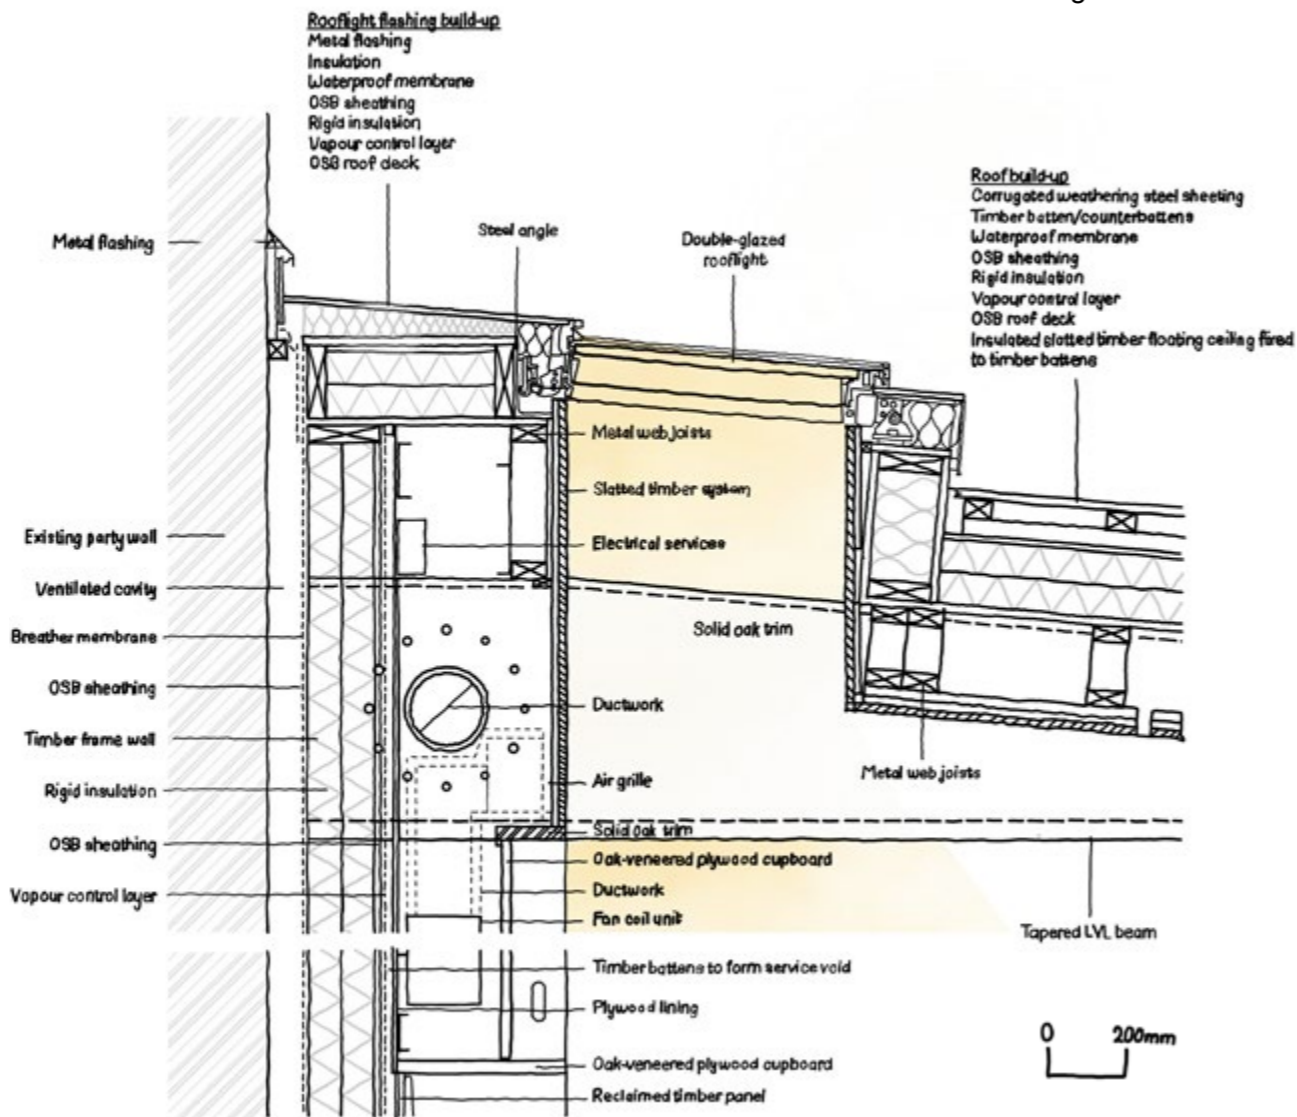 Rooflight flashing build-up
Metal flashing
Insulation
Waterproof membrane
OSB sheathing
Rigid insulation
Vapour control layer
OSB roof deck
Roof build-up
Corrugated weathering steel sheeting
Timber batten/counterbattens
Waterproof membrane
OSB sheathing
Rigid insulation
Vapour control layer
OSB roof deck
Insulated slatted timber floating ceiling fixed
to timber battens
Metal flashing
Steel angle
Double-glazed
rooflight
Metal web joists
Slatted timber system
Existing party wall
Electrical services
Ventilated cavity
Breather membrane
Solid oak trim
OSB sheathing
Ductwork
Timber frame wall
Metal web joists
Rigid insulation
Air grille
OSB sheathing
Solid oak trim
Oak-veneered plywood cupboard
Vapour control layer
Ductwork
Fan coil unit
Tapered LVL beam
Timber battens to form service void
Plywood lining
0 200mm
Oak-veneered plywood cupboard
Reclaimed timber panel